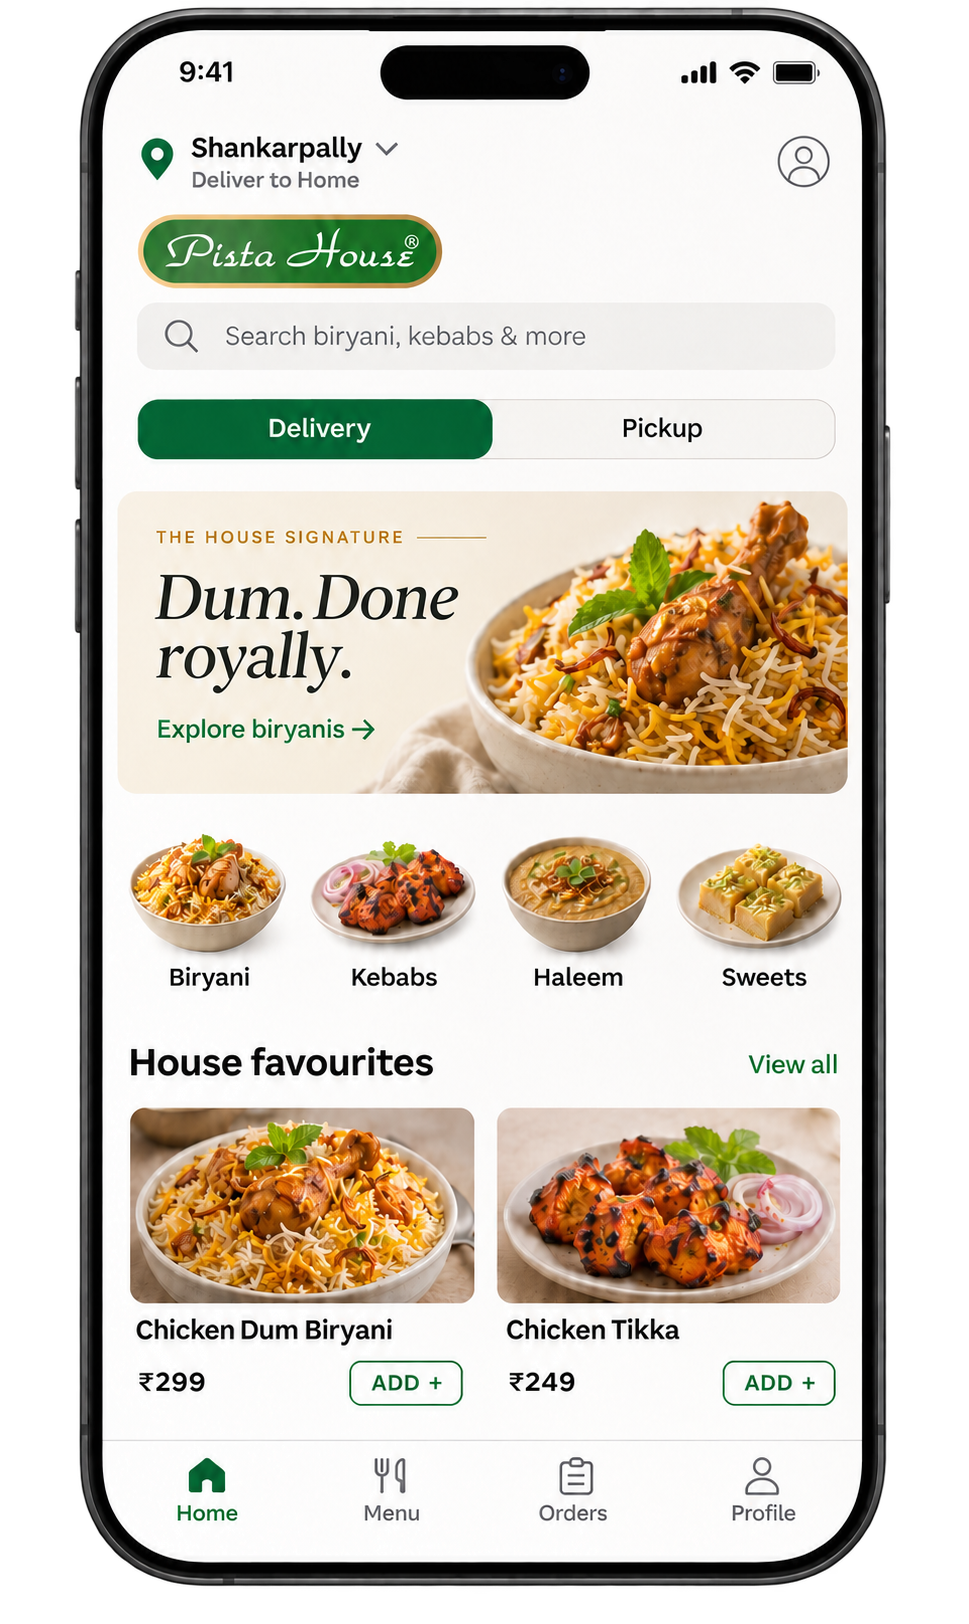 9:41
Shankarpally
Deliver to Home
Pista House®
Search biryani, kebabs & more
Delivery Pickup
THE HOUSE SIGNATURE
Dum. Done
royally.
Explore biryanis →
Biryani Kebabs Haleem Sweets
House favourites View all
Chicken Dum Biryani Chicken Tikka
₹299 ADD + ₹249 ADD +
Home Menu Orders Profile